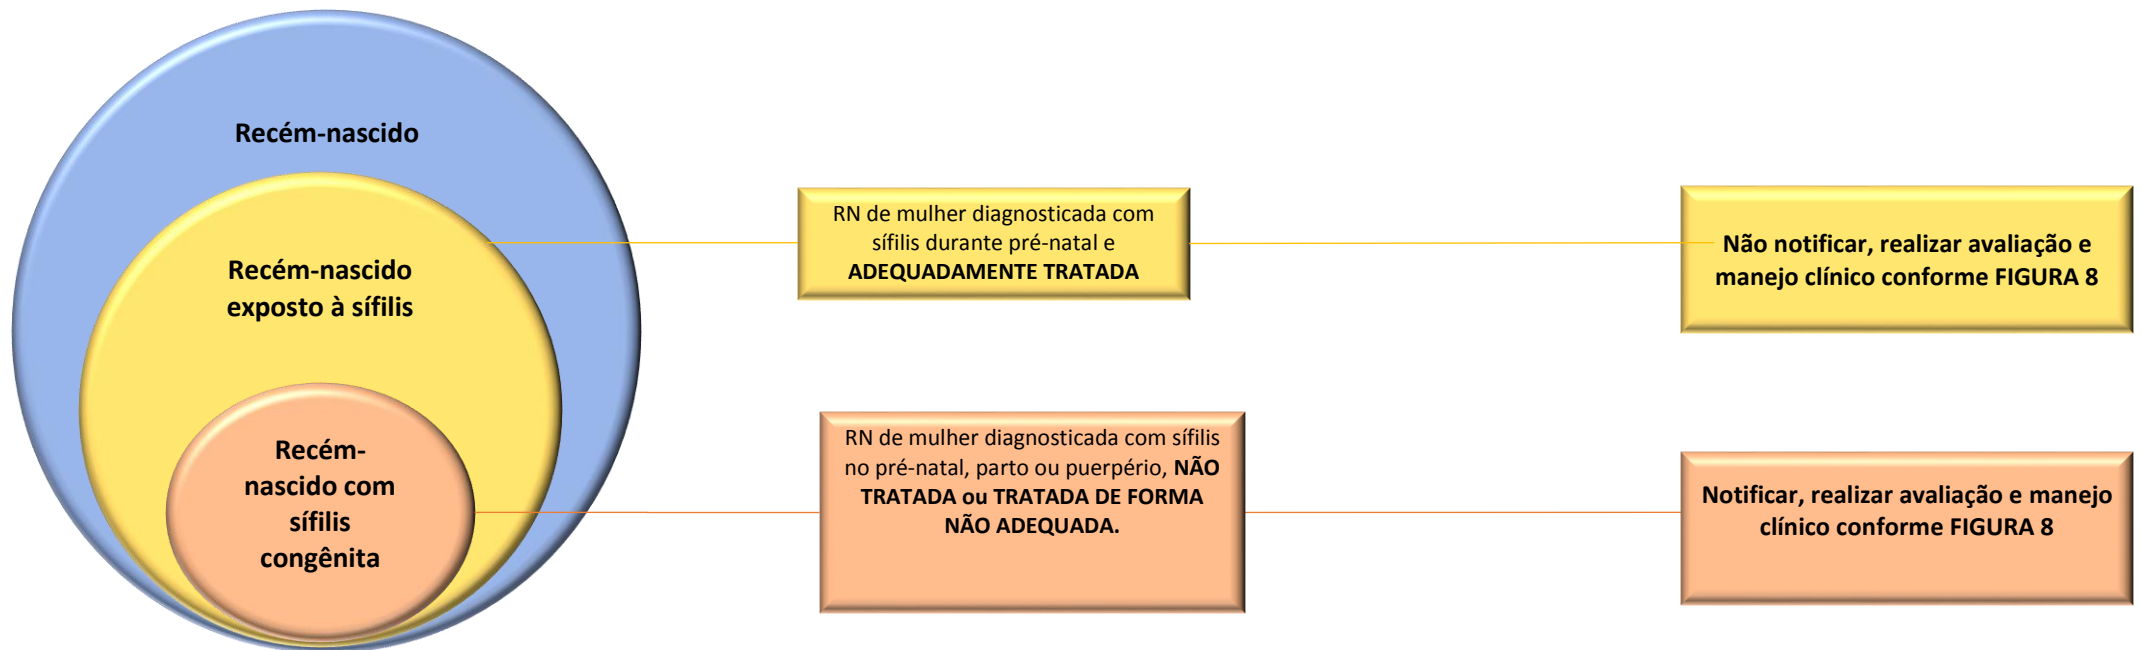 Recém-nascido
Recém-nascido
exposto à sífilis
Recém-
nascido com
sífilis
congênita
RN de mulher diagnosticada com
sífilis durante pré-natal e
ADEQUADAMENTE TRATADA
Não notificar, realizar avaliação e
manejo clínico conforme FIGURA 8
RN de mulher diagnosticada com sífilis
no pré-natal, parto ou puerpério, NÃO
TRATADA ou TRATADA DE FORMA
NÃO ADEQUADA.
Notificar, realizar avaliação e manejo
clínico conforme FIGURA 8